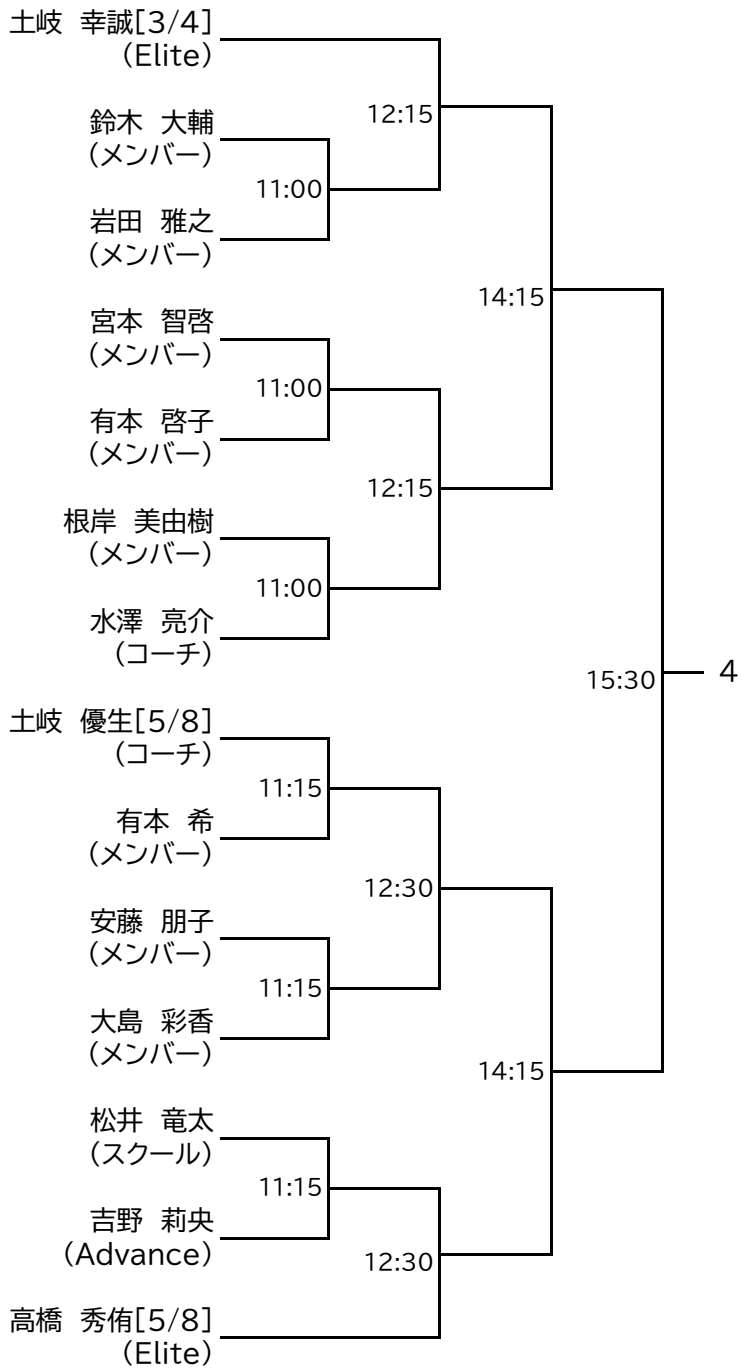 土岐　幸誠[3/4]
(Elite)
12:15
鈴木　大輔
(メンバー)
11:00
岩田　雅之
(メンバー)
14:15
宮本　智啓
(メンバー)
11:00
有本　啓子
(メンバー)
12:15
根岸　美由樹
(メンバー)
11:00
水澤　亮介
(コーチ)
15:30
4
土岐　優生[5/8]
(コーチ)
11:15
有本　希
(メンバー)
12:30
安藤　朋子
(メンバー)
11:15
大島　彩香
(メンバー)
14:15
松井　竜太
(スクール)
11:15
吉野　莉央
(Advance)
12:30
高橋　秀侑[5/8]
(Elite)